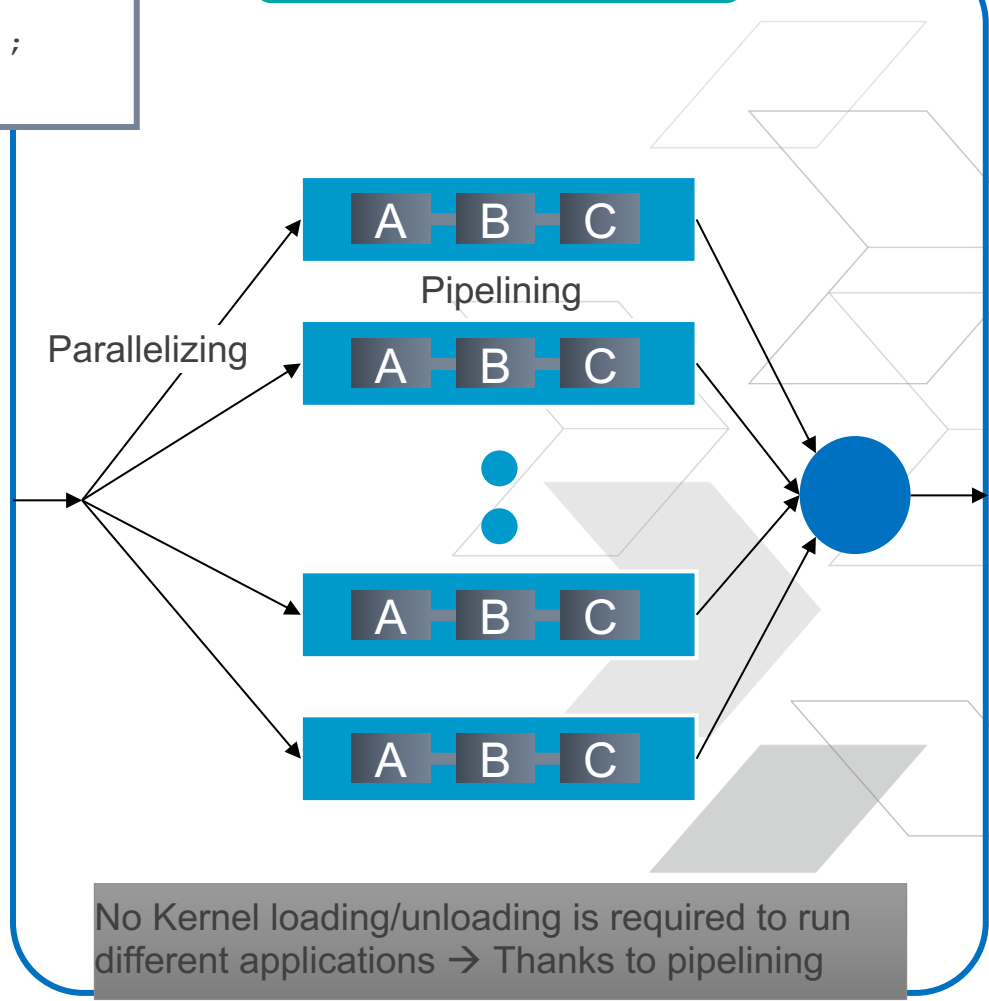 ;
A B C
Pipelining
Parallelizing
A B C
A B C
A B C
No Kernel loading/unloading is required to run
different applications → Thanks to pipelining